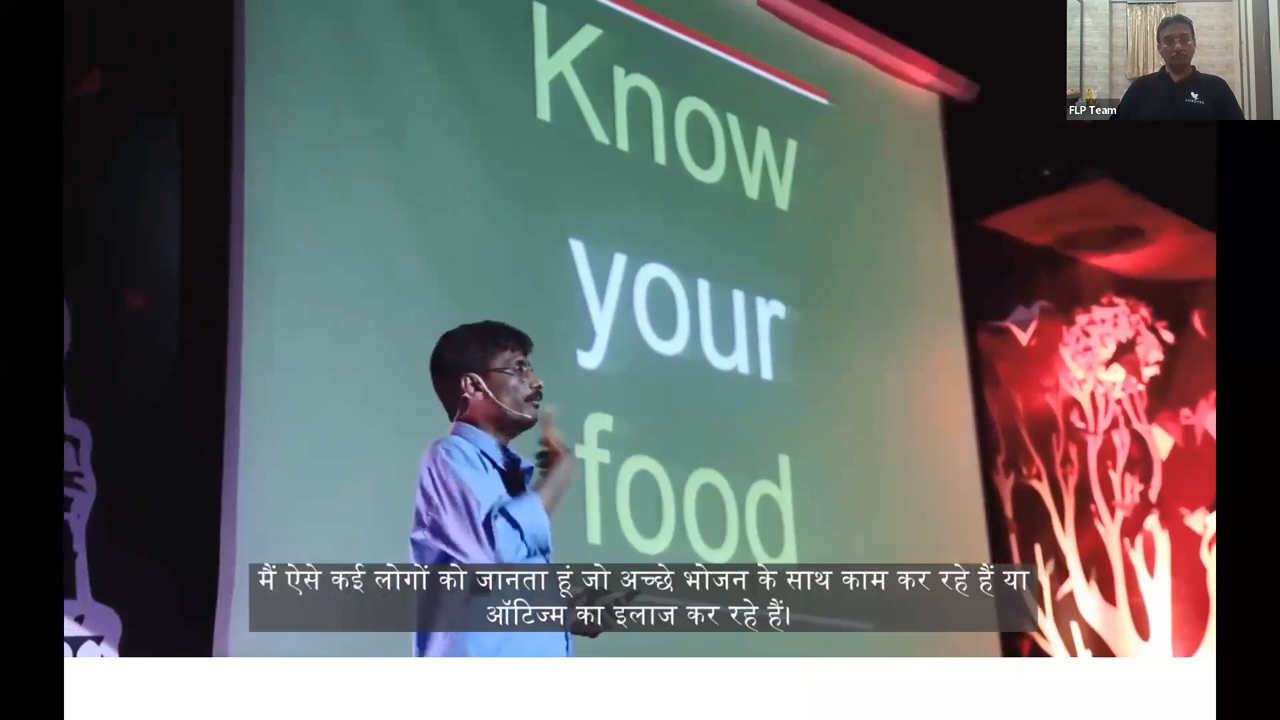 Know
your
food
FLP Team
मैं ऐसे कई लोगों को जानता हूं जो अच्छे भोजन के साथ काम कर रहे हैं या
ऑटिज्म का इलाज कर रहे हैं।